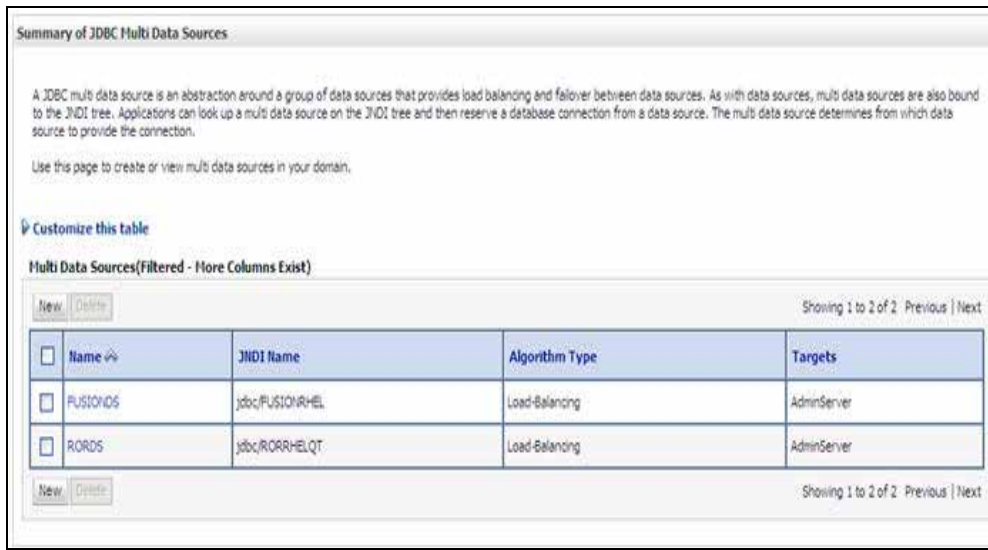 Summary of JDBC Multi Data Sources
A JDBC multi data source is an abstraction around a group of data sources that provides load balancing and failover between data sources. As with data sources, multi data sources are also bound
to the JNDI tree. Applications can look up a multi data source on the JNDI tree and then reserve a database connection from a data source. The multi data source determines from which data
source to provide the connection.
Use this page to create or view multi data sources in your domain.
Customize this table
Multi Data Sources(Filtered - More Columns Exist)
New Delete Showing 1 to 2 of 2 Previous | Next
Name JNDI Name Algorithm Type Targets
FUSIONDS jdbc/FUSIONRHEL Load-Balancing AdminServer
RORDS jdbc/RORRHELQT Load-Balancing AdminServer
New Delete Showing 1 to 2 of 2 Previous | Next